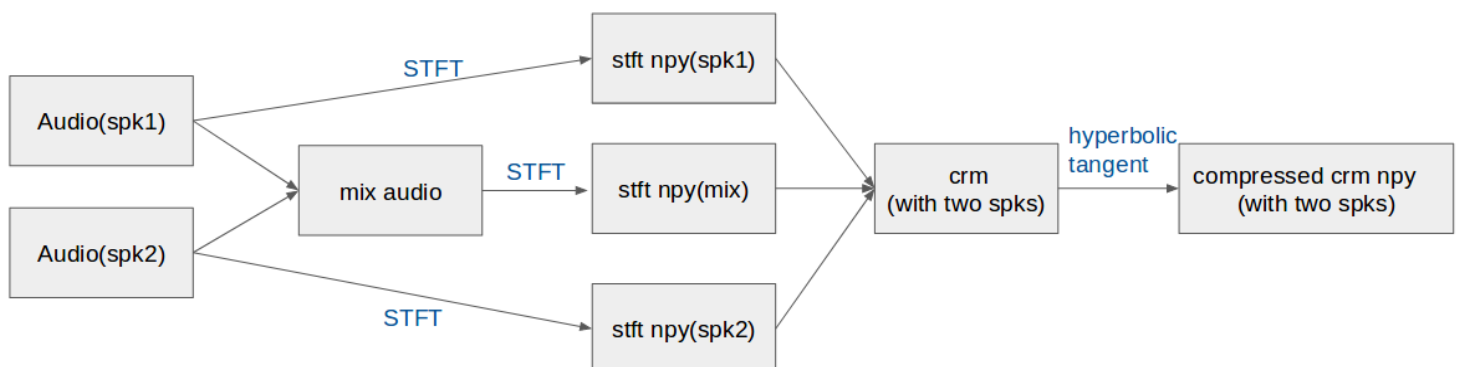 Audio(spk1)
Audio(spk2)
STFT
mix audio
STFT
STFT
stft npy(spk1)
stft npy(mix)
stft npy(spk2)
crm
(with two spks)
hyperbolic
tangent
compressed crm npy
(with two spks)